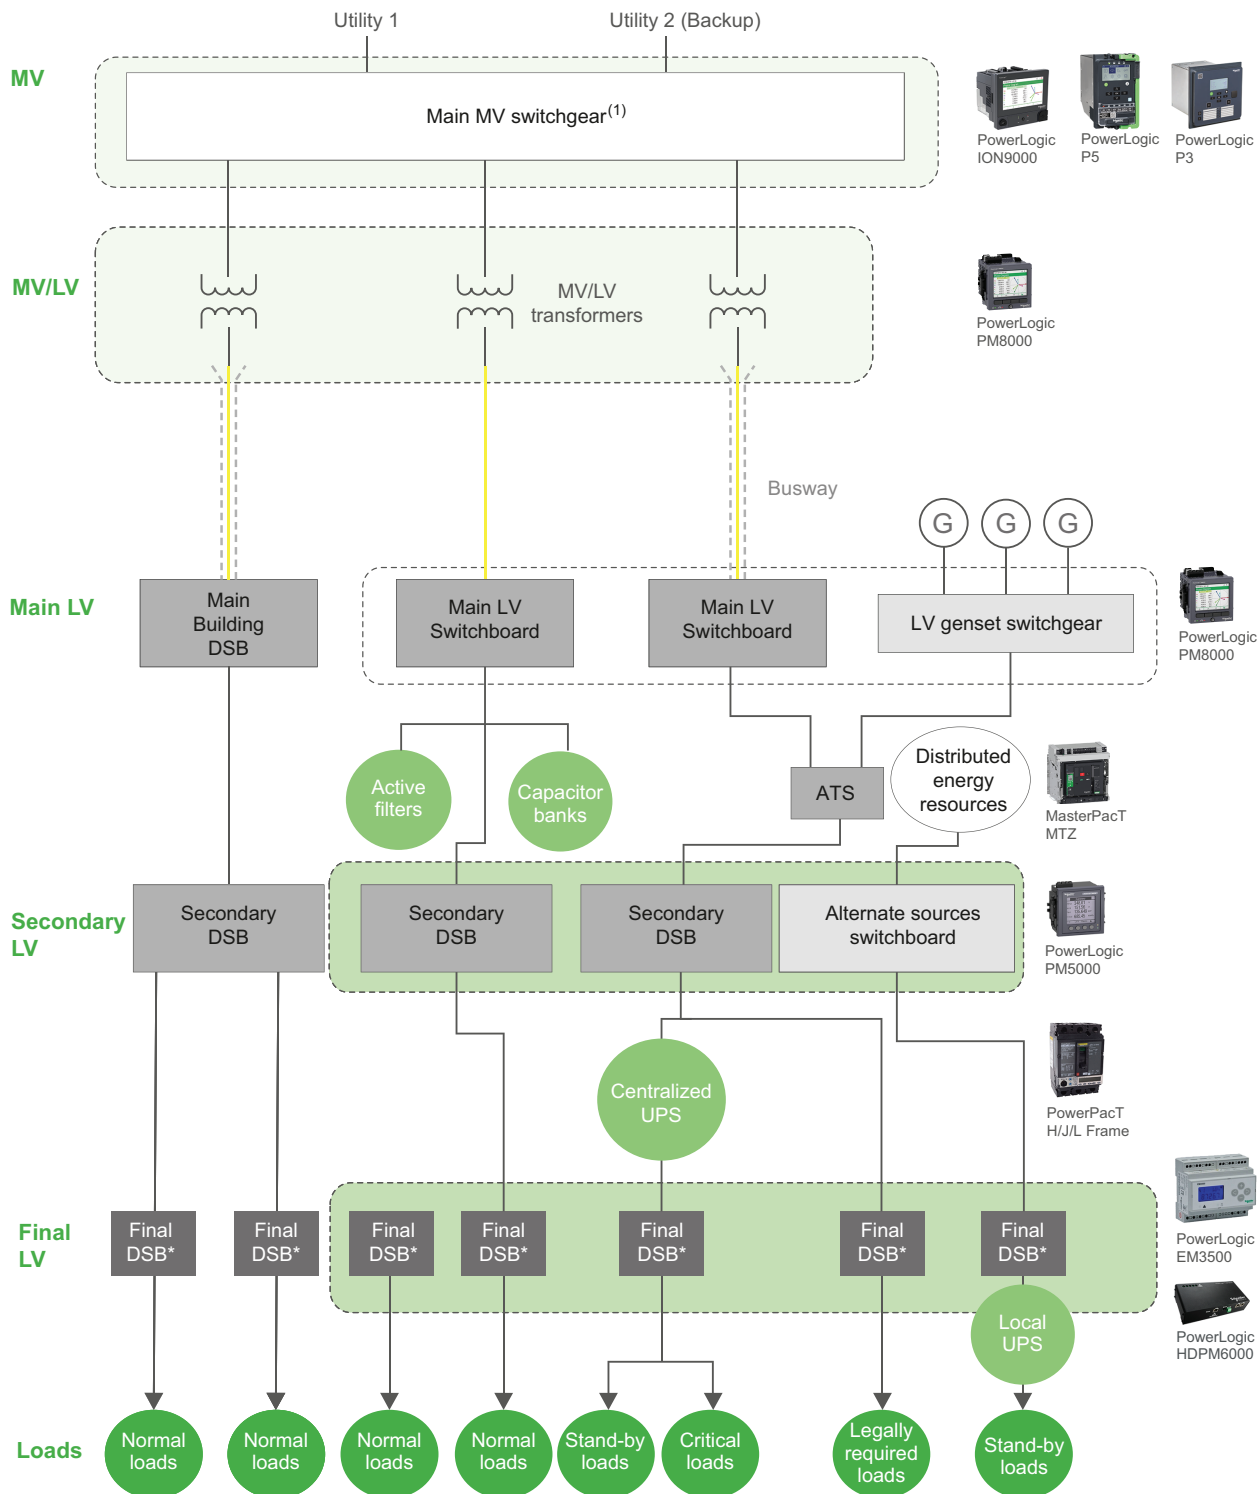 Utility 1
Utility 2 (Backup)
MV
Main MV switchgear(1)
PowerLogic
ION9000
PowerLogic
P5
PowerLogic
P3
MV/LV
MV/LV
transformers
PowerLogic
PM8000
Busway
G
G
G
Main LV
Main
Building
DSB
Main LV
Switchboard
Main LV
Switchboard
LV genset switchgear
PowerLogic
PM8000
Active
filters
Capacitor
banks
ATS
Distributed
energy
resources
MasterPacT
MTZ
Secondary
LV
Secondary
DSB
Secondary
DSB
Secondary
DSB
Alternate sources
switchboard
PowerLogic
PM5000
Centralized
UPS
PowerPacT
H/J/L Frame
Final
LV
Final
DSB*
Final
DSB*
Final
DSB*
Final
DSB*
Final
DSB*
Final
DSB*
Final
DSB*
PowerLogic
EM3500
Local
UPS
PowerLogic
HDPM6000
Loads
Normal
loads
Normal
loads
Normal
loads
Normal
loads
Stand-by
loads
Critical
loads
Legally
required
loads
Stand-by
loads